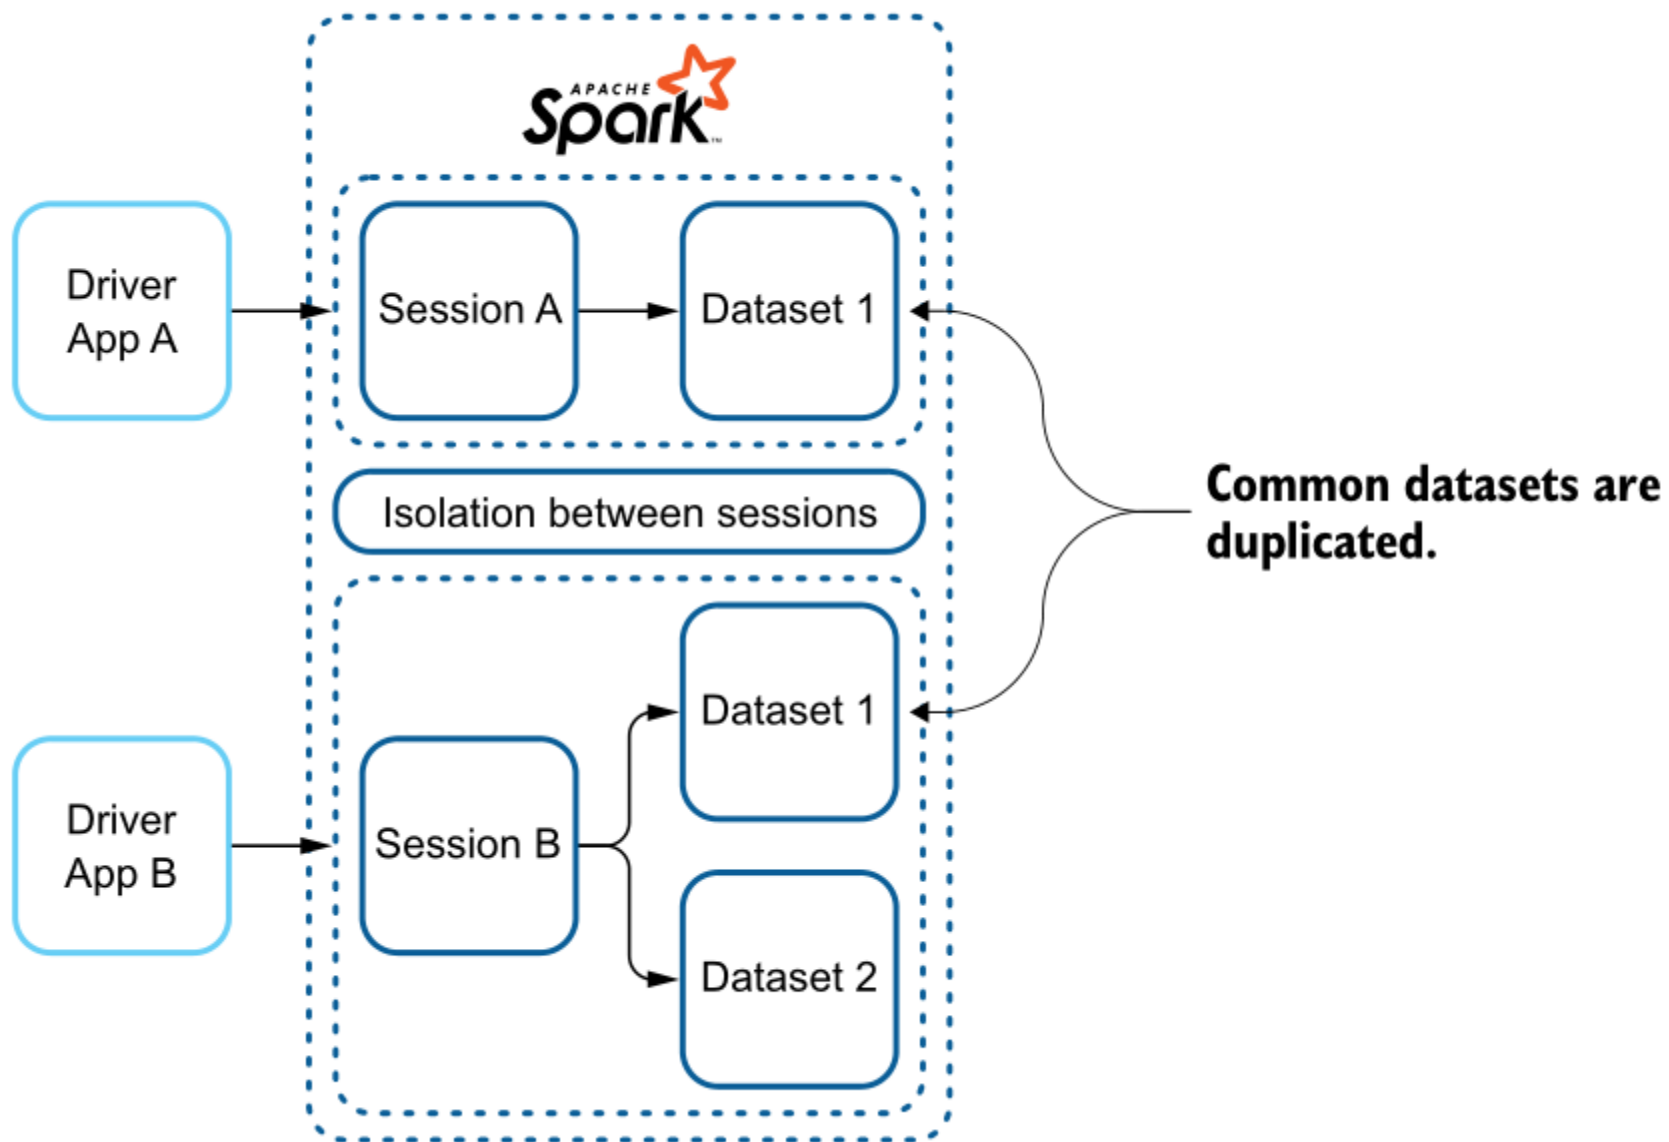 APACHE
Spark™
Driver
App A
Session A
Dataset 1
Isolation between sessions
Common datasets are
duplicated.
Driver
App B
Session B
Dataset 1
Dataset 2